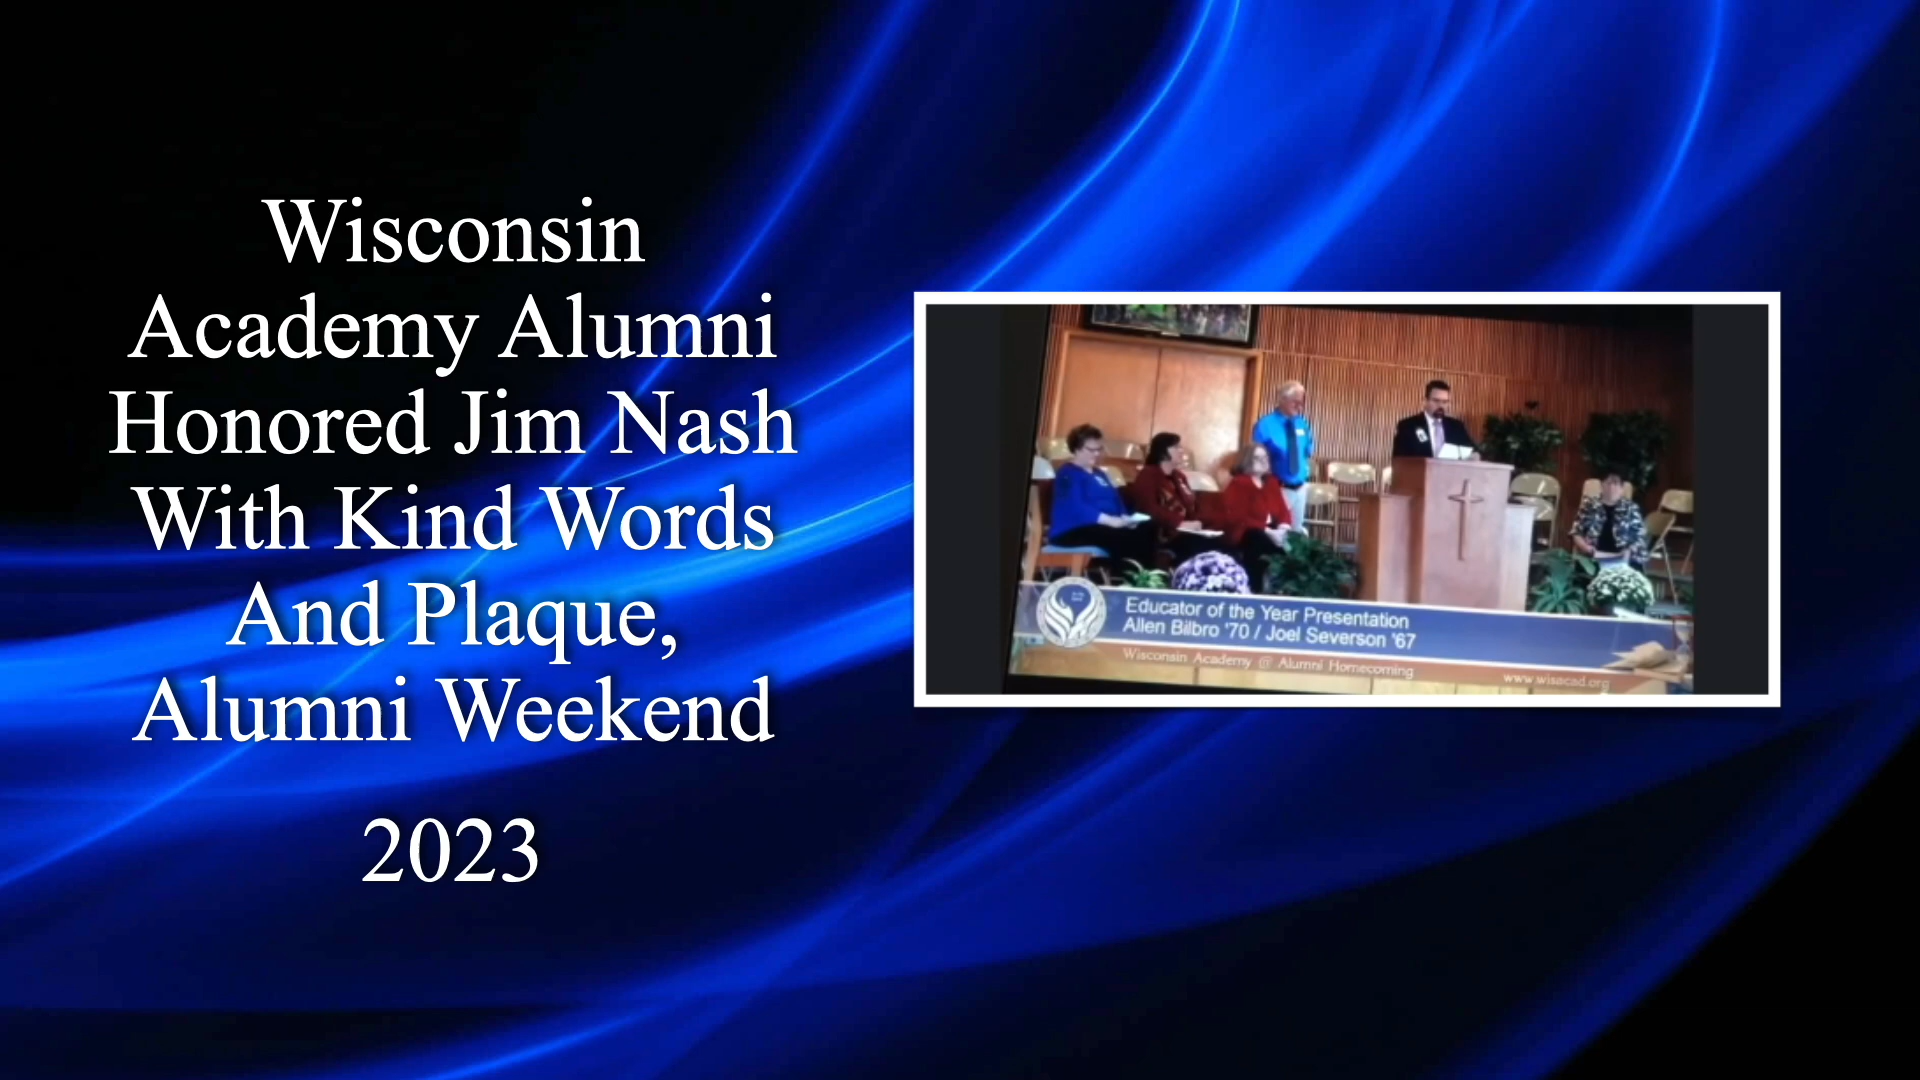 Wisconsin
Academy Alumni
Honored Jim Nash
With Kind Words
And Plaque,
Alumni Weekend
2023
Educator of the Year Presentation
Allen Bilbro '70 / Joel Severson '67
Wisconsin Academy @ Alumni Homecoming
www.wisacad.org